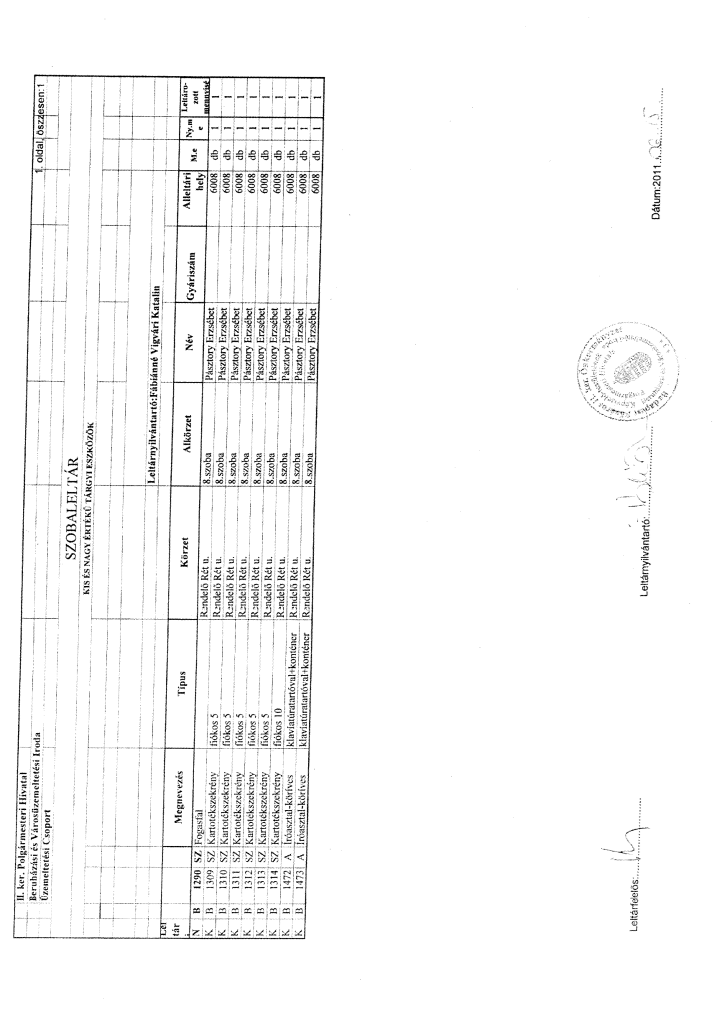 II. ker. Polgármesteri Hivatal
Beruházási és Városüzemeltetési Iroda 1. oldal, összesen:1
Üzemeltetési Csoport
SZOBALELTÁR
KIS ÉS NAGY ÉRTÉKŰ TÁRGYI ESZKÖZÖK
Leltárnyilvántartó:Fábiánné Vigvári Katalin
Lel tár i Megnevezés Típus Körzet Alkörzet Név Gyáriszám Alleltári hely M.e Ny.m e Leltáro- zott mennyisé
N B 1290 SZ Fogasfal Rendelő Rét u. 8.szoba Pásztory Erzsébet 6008 db 1 1
K B 1309 SZ Kartotékszekrény fiókos 5 Rendelő Rét u. 8.szoba Pásztory Erzsébet 6008 db 1 1
K B 1310 SZ Kartotékszekrény fiókos 5 Rendelő Rét u. 8.szoba Pásztory Erzsébet 6008 db 1 1
K B 1311 SZ Kartotékszekrény fiókos 5 Rendelő Rét u. 8.szoba Pásztory Erzsébet 6008 db 1 1
K B 1312 SZ Kartotékszekrény fiókos 5 Rendelő Rét u. 8.szoba Pásztory Erzsébet 6008 db 1 1
K B 1313 SZ Kartotékszekrény fiókos 5 Rendelő Rét u. 8.szoba Pásztory Erzsébet 6008 db 1 1
K B 1314 SZ Kartotékszekrény fiókos 10 Rendelő Rét u. 8.szoba Pásztory Erzsébet 6008 db 1 1
K B 1472 A Íróasztal-köríves klaviatúratartóval+konténer Rendelő Rét u. 8.szoba Pásztory Erzsébet 6008 db 1 1
K B 1473 A Íróasztal-köríves klaviatúratartóval+konténer Rendelő Rét u. 8.szoba Pásztory Erzsébet 6008 db 1 1
Leltárfelelős:
Leltárnyilvántartó:
Dátum:2011.